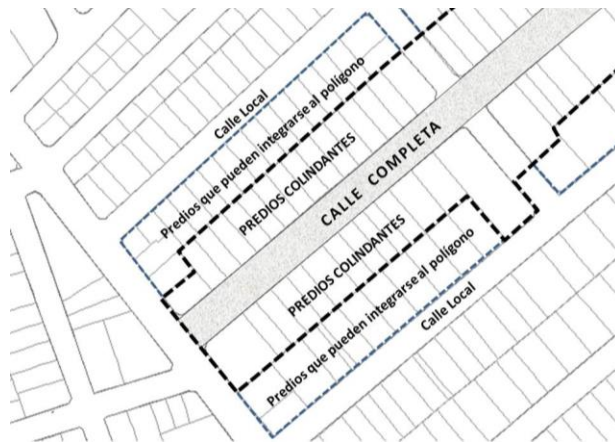 Calle Local
Predios que pueden integrarse al polígono
PREDIOS COLINDANTES
CALLE COMPLETA
PREDIOS COLINDANTES
Predios que pueden integrarse al polígono
Calle Local